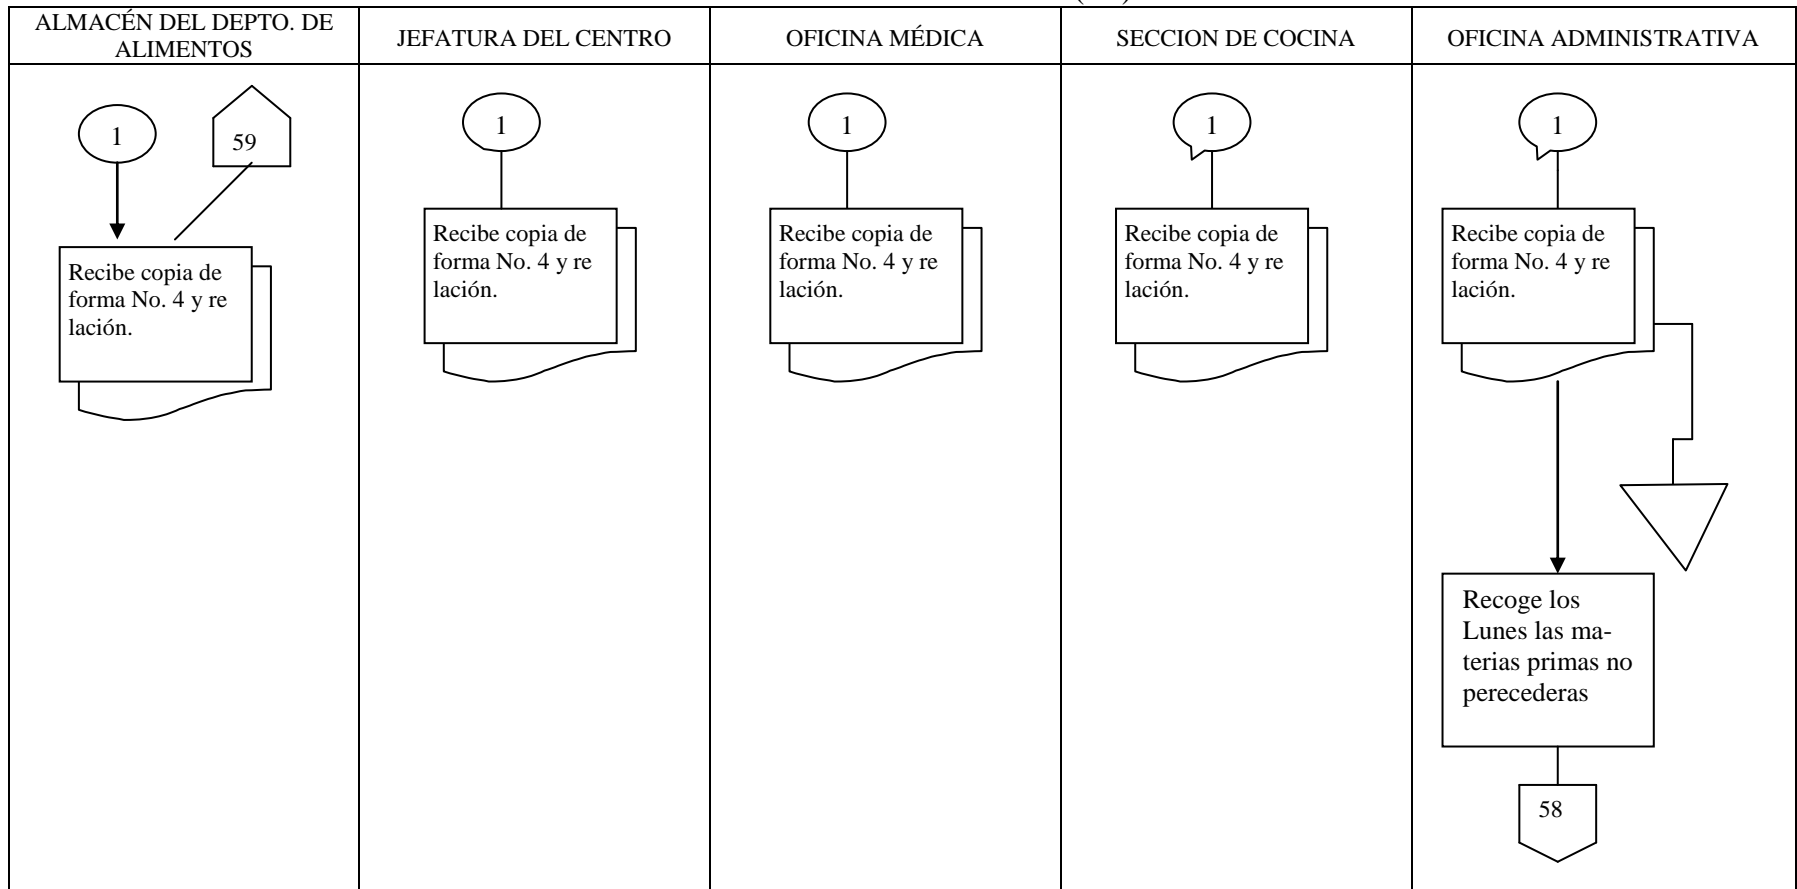 ALMACÉN DEL DEPTO. DE
ALIMENTOS
JEFATURA DEL CENTRO
OFICINA MÉDICA
SECCION DE COCINA
OFICINA ADMINISTRATIVA
1
59
Recibe copia de
forma No. 4 y re
lación.
1
Recibe copia de
forma No. 4 y re
lación.
1
Recibe copia de
forma No. 4 y re
lación.
1
Recibe copia de
forma No. 4 y re
lación.
1
Recibe copia de
forma No. 4 y re
lación.
Recoge los
Lunes las ma-
terias primas no
perecederas
58